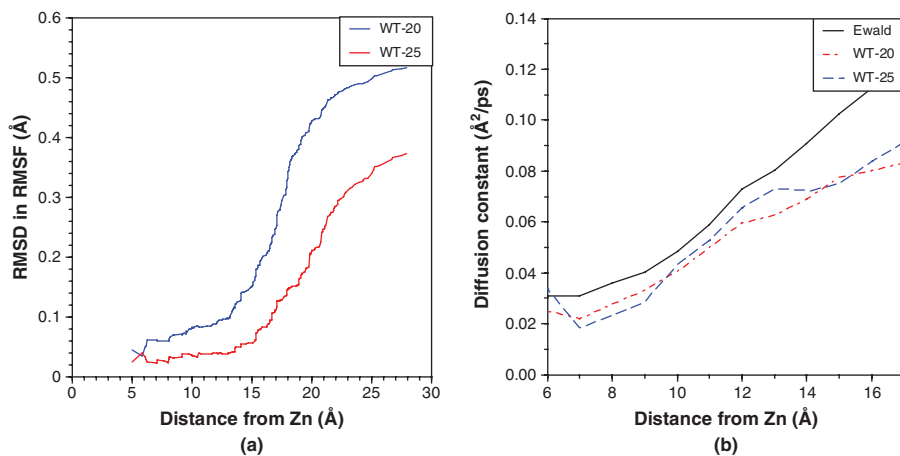 0.6
0.5
0.4
0.3
0.2
0.1
0
RMSD in RMSF (Å)
WT-20
WT-25
0 5 10 15 20 25 30
Distance from Zn (Å)
(a)
0.14
0.12
0.10
0.08
0.06
0.04
0.02
0.00
Diffusion constant (Å²/ps)
Ewald
WT-20
WT-25
6 8 10 12 14 16
Distance from Zn (Å)
(b)